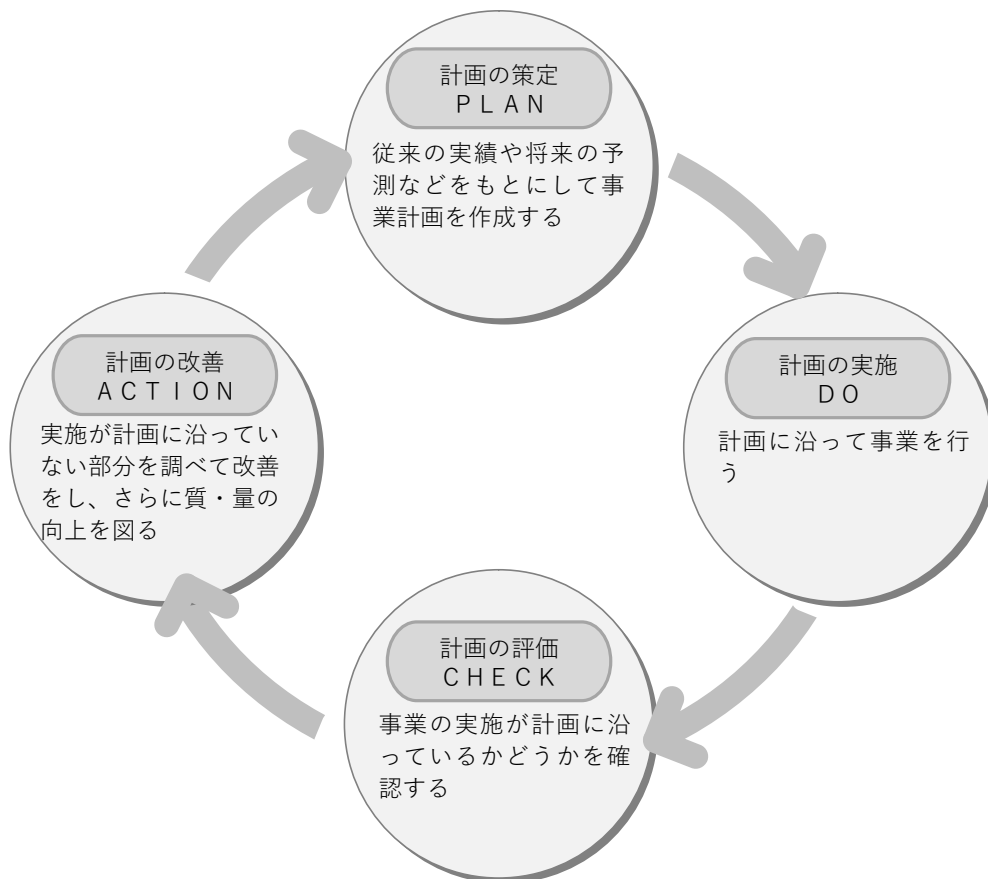 計画の策定
ＰＬＡＮ
従来の実績や将来の予
測などをもとにして事
業計画を作成する
計画の実施
ＤＯ
計画に沿って事業を行
う
計画の評価
ＣＨＥＣＫ
事業の実施が計画に沿
っているかどうかを確
認する
計画の改善
ＡＣＴＩＯＮ
実施が計画に沿ってい
ない部分を調べて改善
をし、さらに質・量の
向上を図る